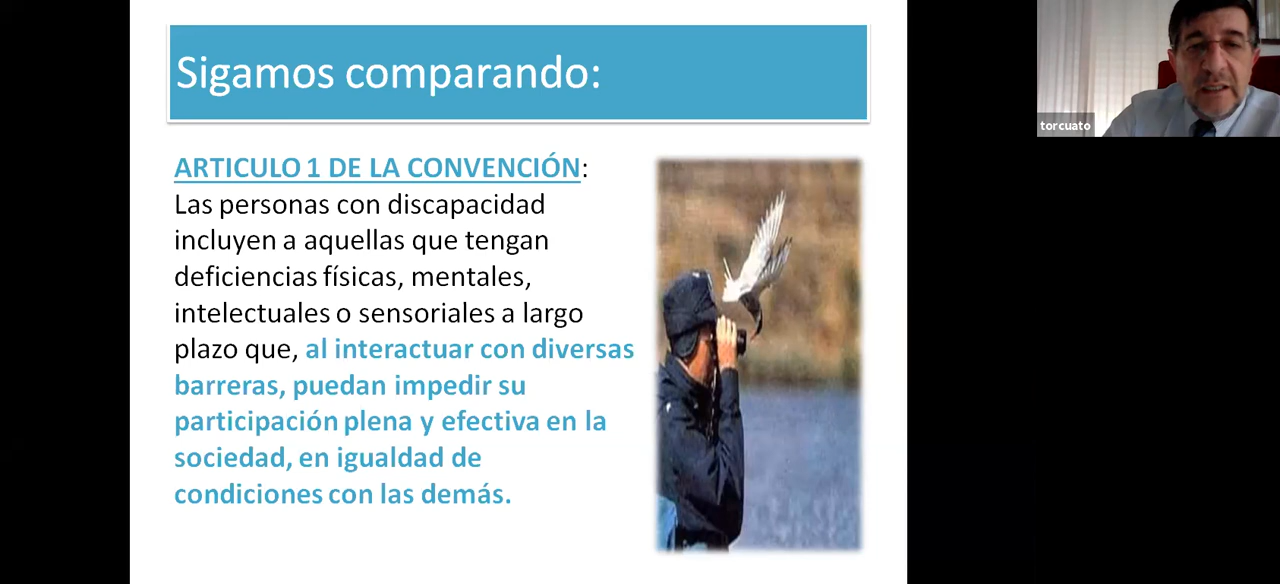 Sigamos comparando:
torcuato
ARTICULO 1 DE LA CONVENCIÓN:
Las personas con discapacidad
incluyen a aquellas que tengan
deficiencias físicas, mentales,
intelectuales o sensoriales a largo
plazo que, al interactuar con diversas
barreras, puedan impedir su
participación plena y efectiva en la
sociedad, en igualdad de
condiciones con las demás.